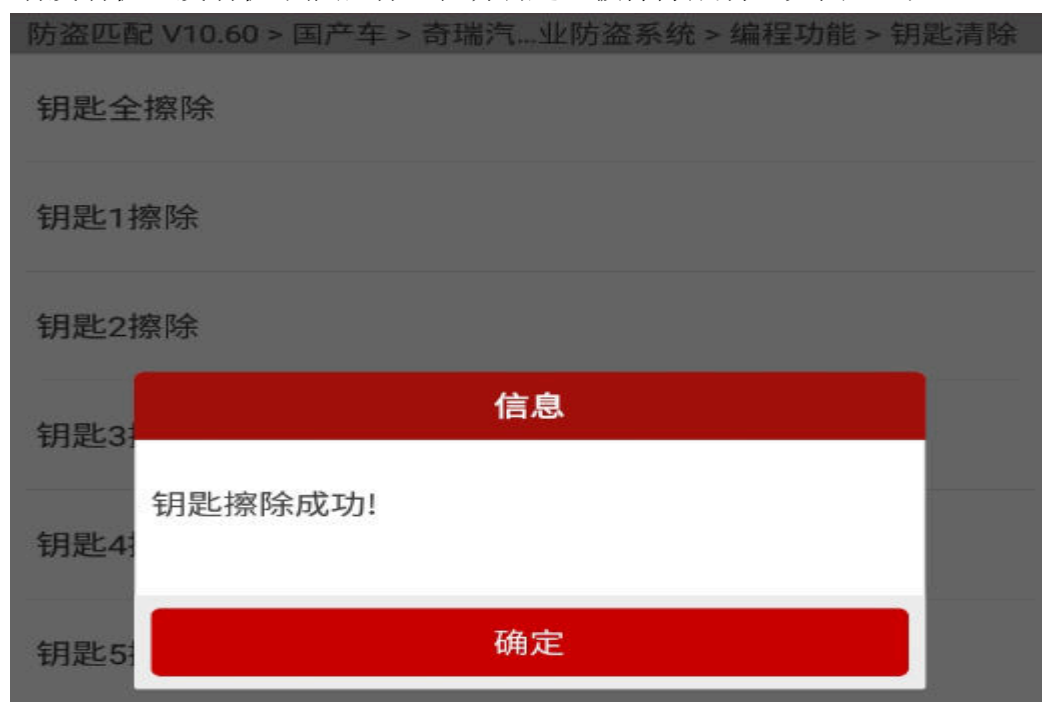 防盗匹配 V10.60 > 国产车 > 奇瑞汽...业防盗系统 > 编程功能 > 钥匙清除
钥匙全擦除
钥匙1擦除
钥匙2擦除
钥匙3
钥匙4
钥匙5
信息
钥匙擦除成功!
确定